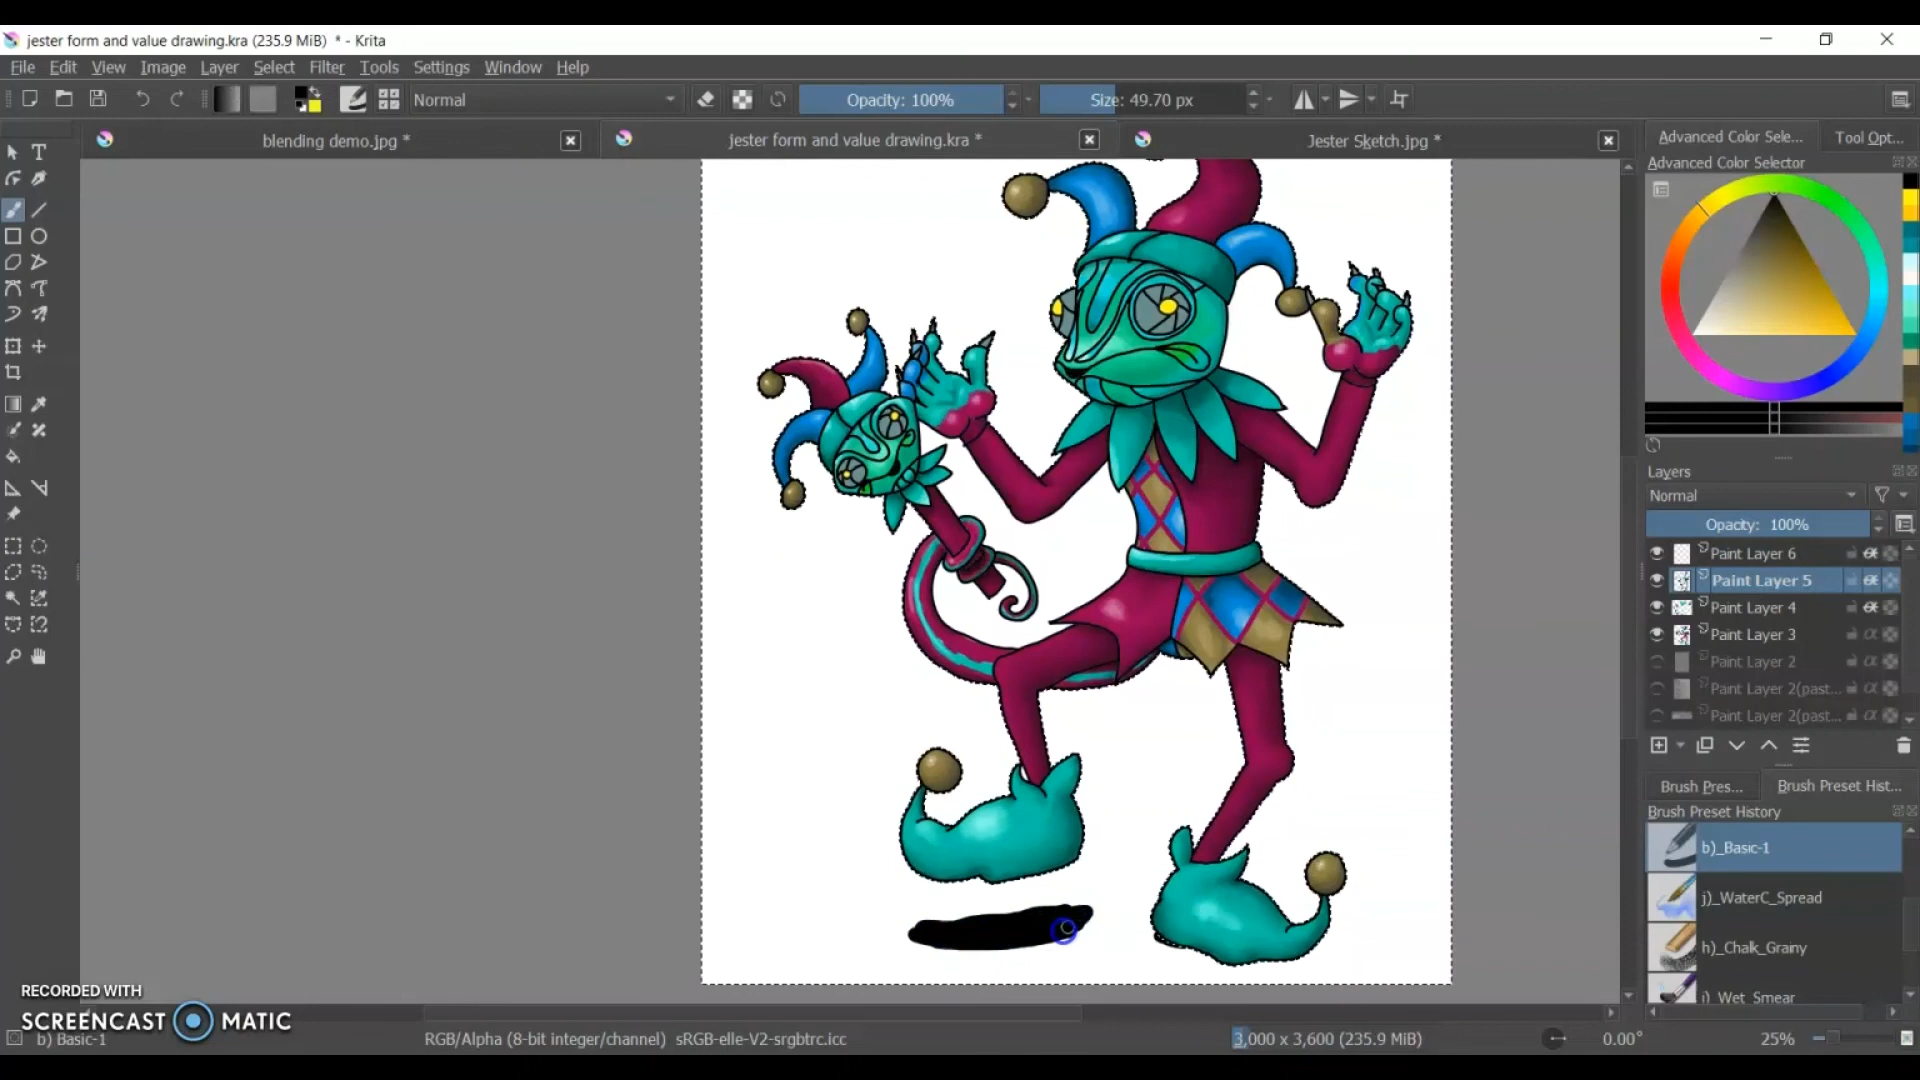 jester form and value drawing.kra (235.9 MiB) * - Krita
File Edit View Image Layer Select Filter Tools Settings Window Help
Normal Opacity: 100% Size: 49.70 px
blending demo.jpg * jester form and value drawing.kra * Jester Sketch.jpg *
Advanced Color Sele... Tool Opt...
Advanced Color Selector
Layers
Normal
Opacity: 100%
Paint Layer 6
Paint Layer 5
Paint Layer 4
Paint Layer 3
Paint Layer 2
Paint Layer 2(past...
Paint Layer 2(past...
Brush Pres... Brush Preset Hist...
Brush Preset History
b)_Basic-1
j)_WaterC_Spread
h)_Chalk_Grainy
i)_Wet_Smear
RECORDED WITH
SCREENCAST MATIC
b) Basic-1 RGB/Alpha (8-bit integer/channel) sRGB-elle-V2-srgbtrc.icc 3,000 x 3,600 (235.9 MiB) 0.00° 25%